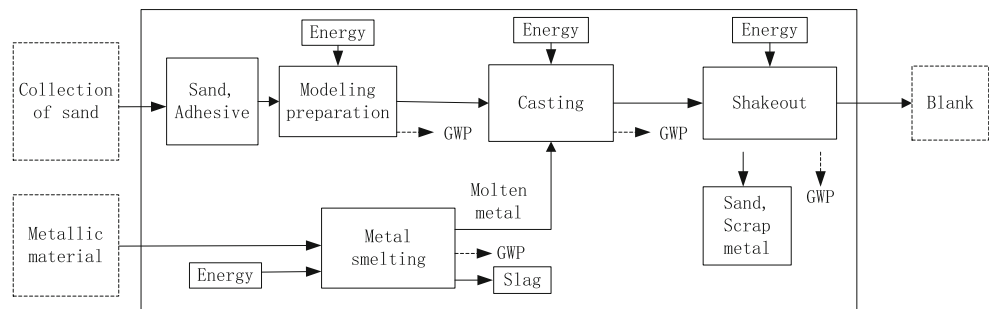 Energy
Energy
Energy
Collection
of sand
Sand,
Adhesive
Modeling
preparation
Casting
Shakeout
Blank
GWP
GWP
GWP
Molten
metal
Sand,
Scrap
metal
Metallic
material
Metal
smelting
GWP
Energy
Slag